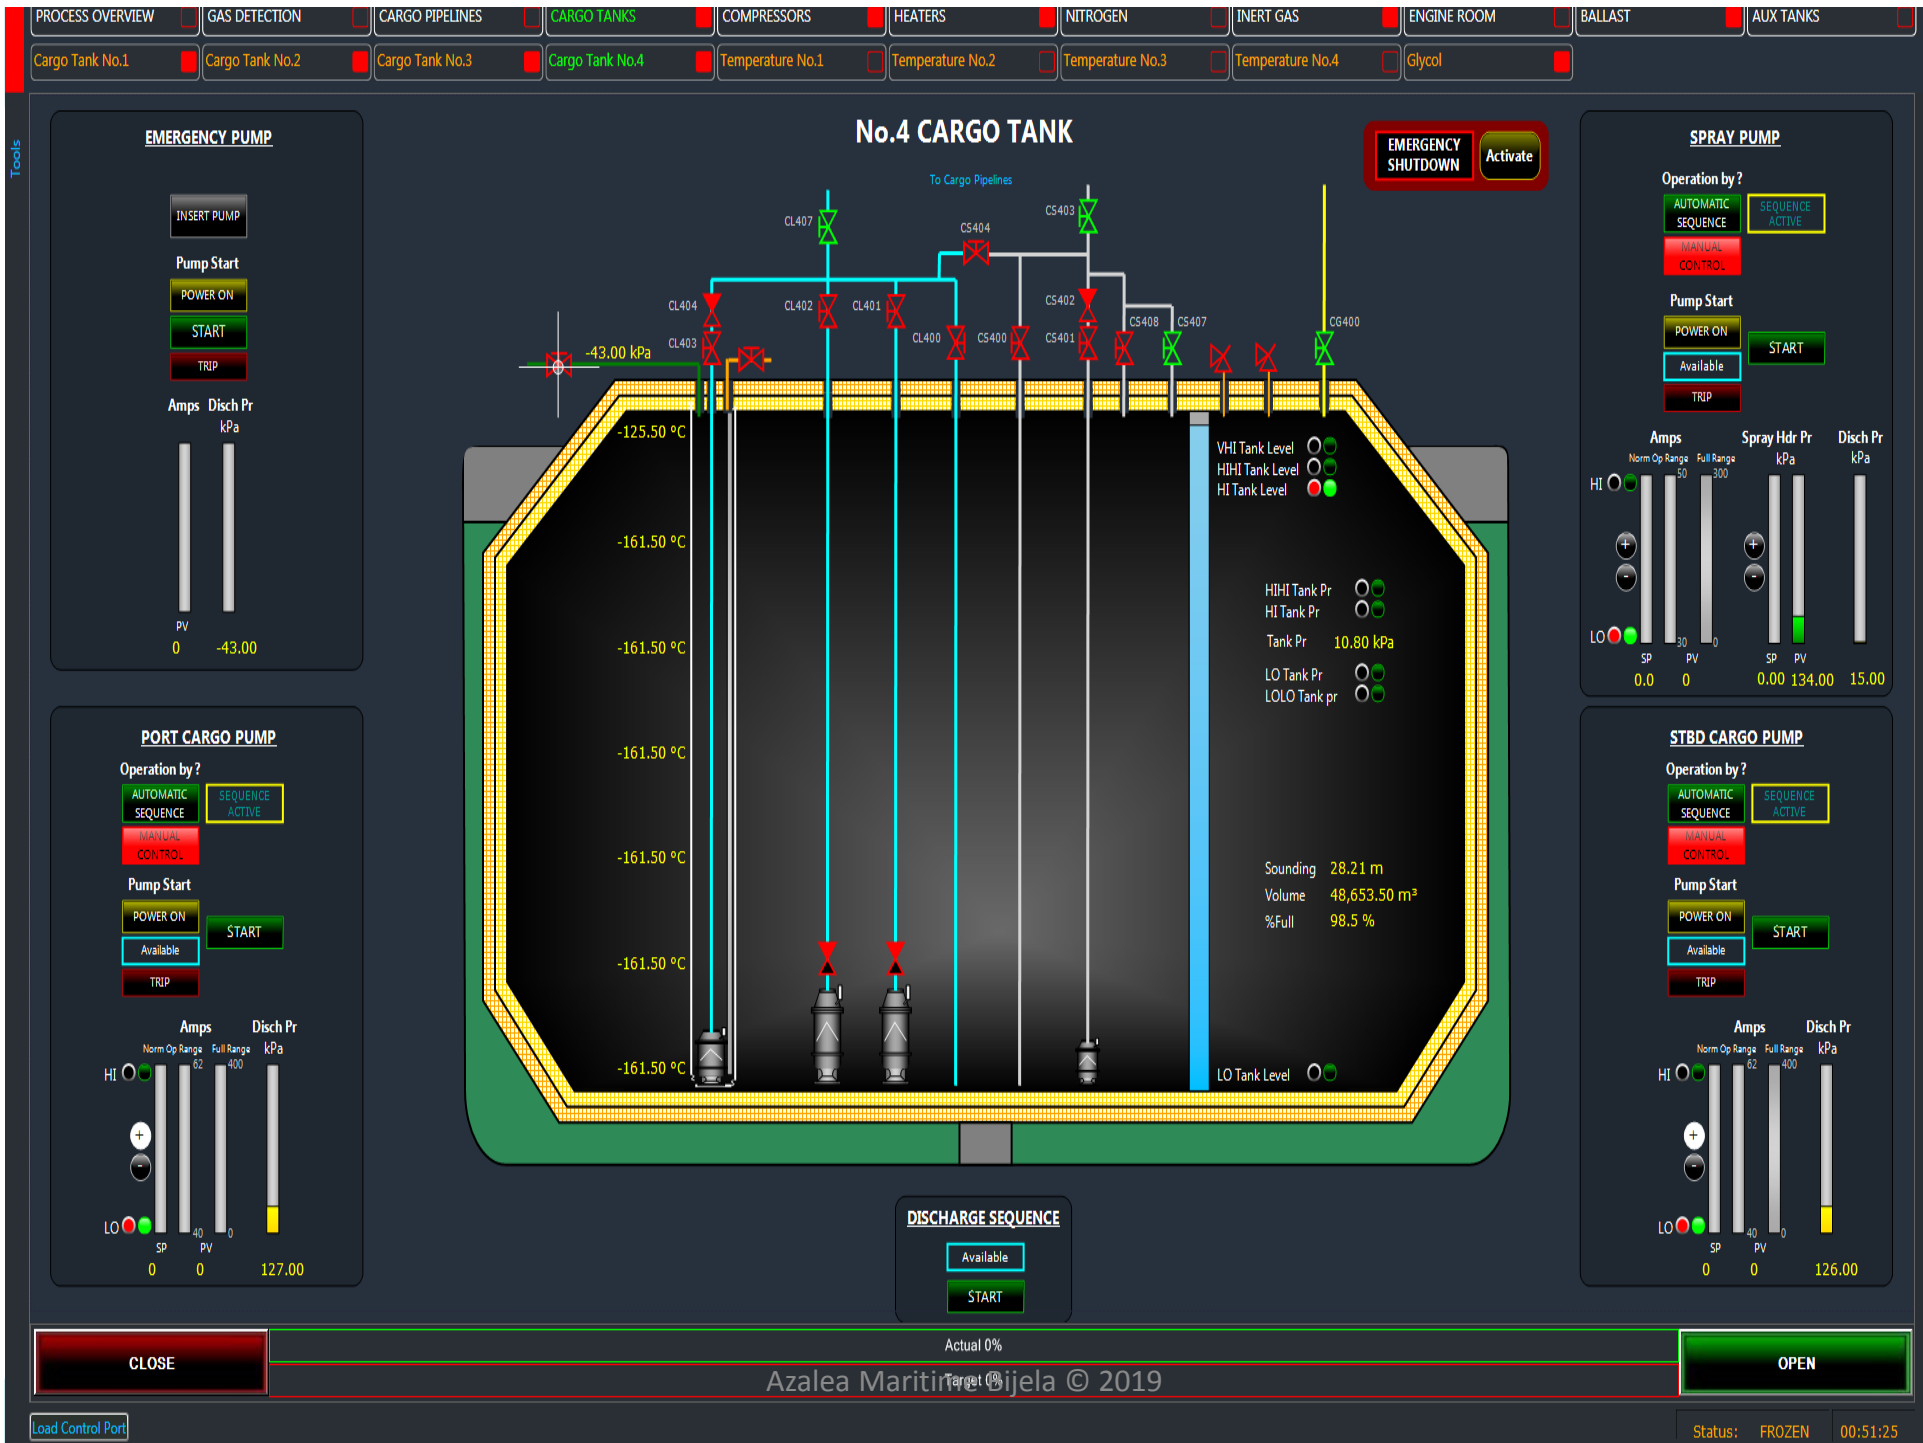 PROCESS OVERVIEW
GAS DETECTION
CARGO PIPELINES
CARGO TANKS
COMPRESSORS
HEATERS
NITROGEN
INERT GAS
ENGINE ROOM
BALLAST
AUX TANKS
Cargo Tank No.1
Cargo Tank No.2
Cargo Tank No.3
Cargo Tank No.4
Temperature No.1
Temperature No.2
Temperature No.3
Temperature No.4
Glycol
Tools
EMERGENCY PUMP
INSERT PUMP
Pump Start
POWER ON
START
TRIP
Amps Disch Pr
kPa
PV
0 -43.00
No.4 CARGO TANK
To Cargo Pipelines
EMERGENCY
SHUTDOWN
Activate
CL407
CS404
CS403
CL404
CL402
CL401
CS402
CL403
CL400
CS400
CS401
CS408
CS407
CG400
-43.00 kPa
-125.50 °C
-161.50 °C
-161.50 °C
-161.50 °C
-161.50 °C
-161.50 °C
-161.50 °C
VHI Tank Level
HIHI Tank Level
HI Tank Level
HIHI Tank Pr
HI Tank Pr
Tank Pr 10.80 kPa
LO Tank Pr
LOLO Tank pr
Sounding 28.21 m
Volume 48,653.50 m³
%Full 98.5 %
LO Tank Level
SPRAY PUMP
Operation by ?
AUTOMATIC
SEQUENCE
SEQUENCE
ACTIVE
MANUAL
CONTROL
Pump Start
POWER ON
Available
START
TRIP
Amps Spray Hdr Pr Disch Pr
Norm Op Range Full Range kPa kPa
50 300
HI
+ +
- -
LO
30 0
SP PV SP PV
0.0 0 0.00 134.00 15.00
PORT CARGO PUMP
Operation by ?
AUTOMATIC
SEQUENCE
SEQUENCE
ACTIVE
MANUAL
CONTROL
Pump Start
POWER ON
Available
START
TRIP
Amps Disch Pr
Norm Op Range Full Range kPa
62 400
HI
+
-
LO
40 0
SP PV
0 0 127.00
STBD CARGO PUMP
Operation by ?
AUTOMATIC
SEQUENCE
SEQUENCE
ACTIVE
MANUAL
CONTROL
Pump Start
POWER ON
Available
START
TRIP
Amps Disch Pr
Norm Op Range Full Range kPa
62 400
HI
+
-
LO
40 0
SP PV
0 0 126.00
DISCHARGE SEQUENCE
Available
START
CLOSE
Actual 0%
Target 0%
Azalea Maritime Bijela © 2019
OPEN
Load Control Port
Status: FROZEN 00:51:25